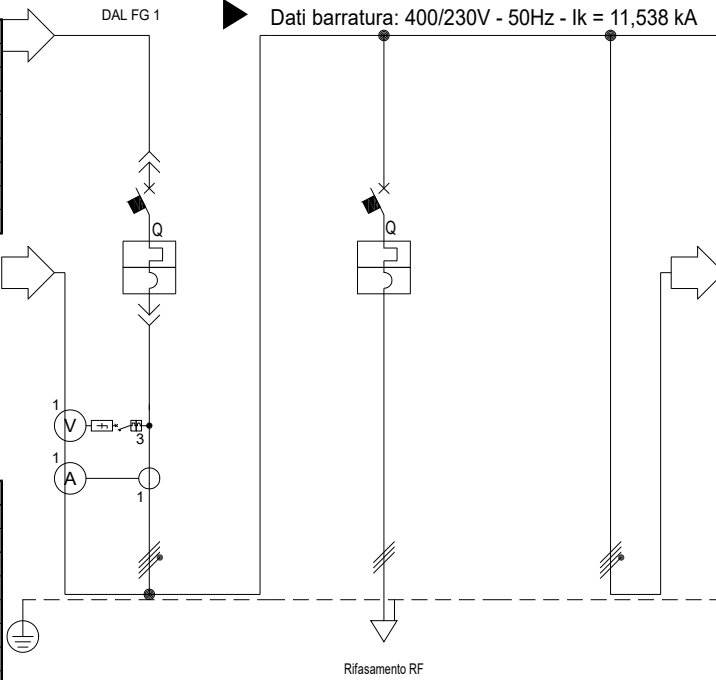 DAL FG 1
Dati barratura: 400/230V - 50Hz - Ik = 11,538 kA
Q
Q
1
V
3
1
A
1
Rifasamento RF